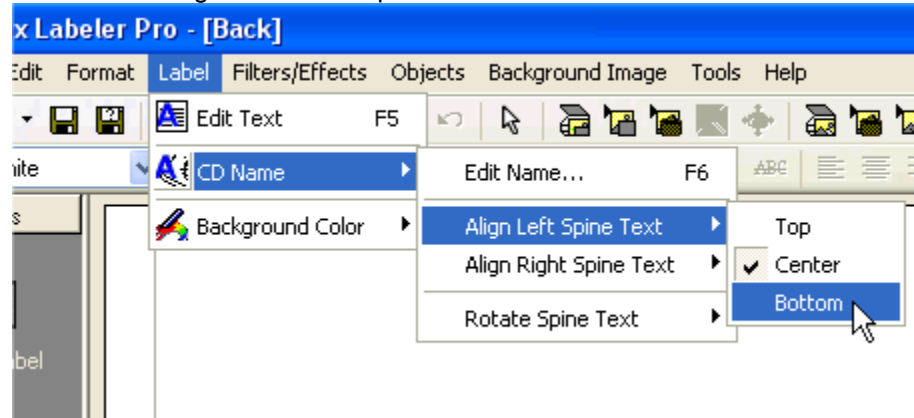 x Labeler Pro - [Back]
Edit Format Label Filters/Effects Objects Background Image Tools Help
Edit Text F5
nite
CD Name
Edit Name... F6
ABC
s
Background Color
Align Left Spine Text
Top
Align Right Spine Text
Center
Bottom
Rotate Spine Text
bel